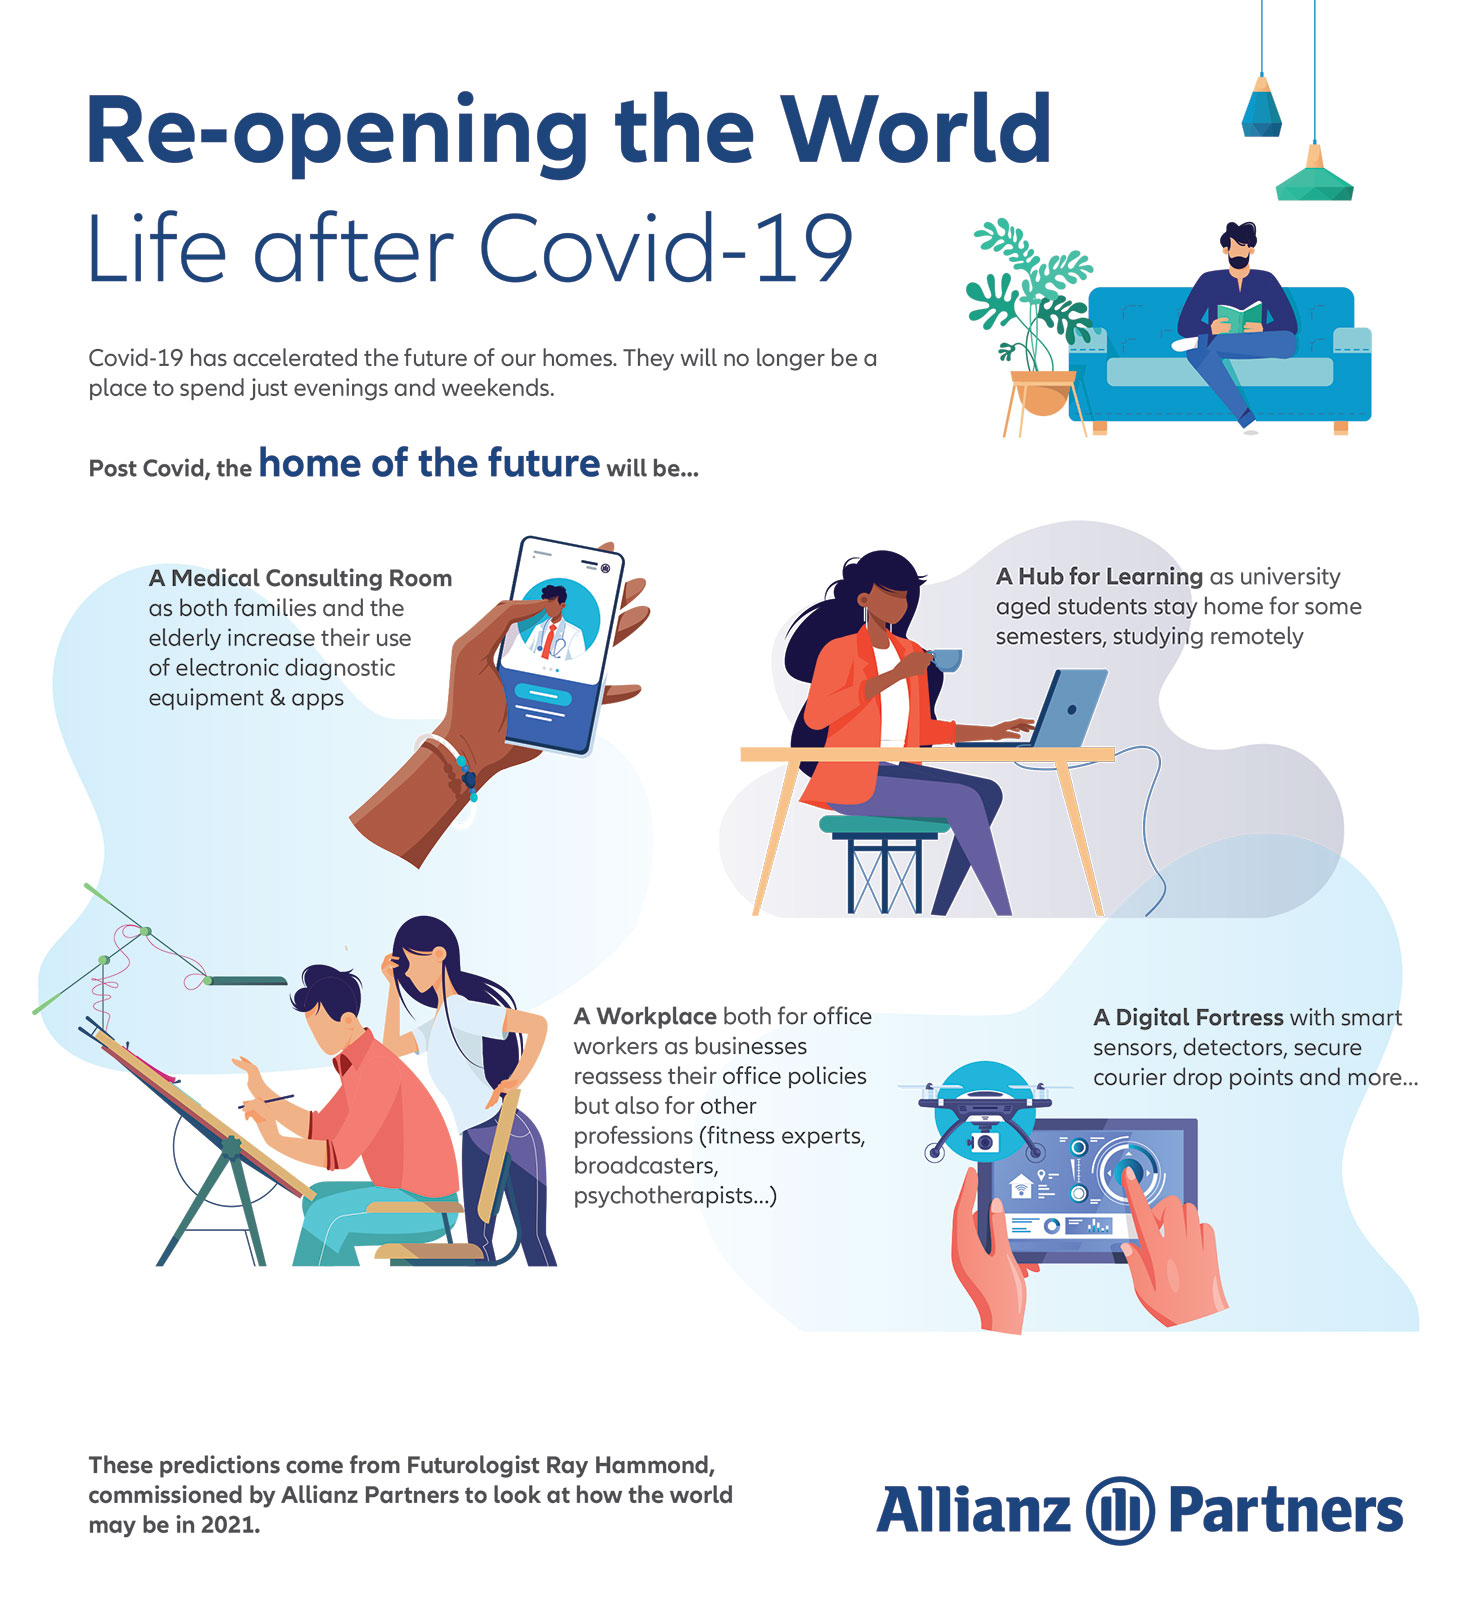 Re-opening the World
Life after Covid-19
Covid-19 has accelerated the future of our homes. They will no longer be a
place to spend just evenings and weekends.
Post Covid, the home of the future will be...
A Medical Consulting Room
as both families and the
elderly increase their use
of electronic diagnostic
equipment & apps
A Hub for Learning as university
aged students stay home for some
semesters, studying remotely
A Workplace both for office
workers as businesses
reassess their office policies
but also for other
professions (fitness experts,
broadcasters,
psychotherapists...)
A Digital Fortress with smart
sensors, detectors, secure
courier drop points and more...
These predictions come from Futurologist Ray Hammond,
commissioned by Allianz Partners to look at how the world
may be in 2021.
Allianz Partners